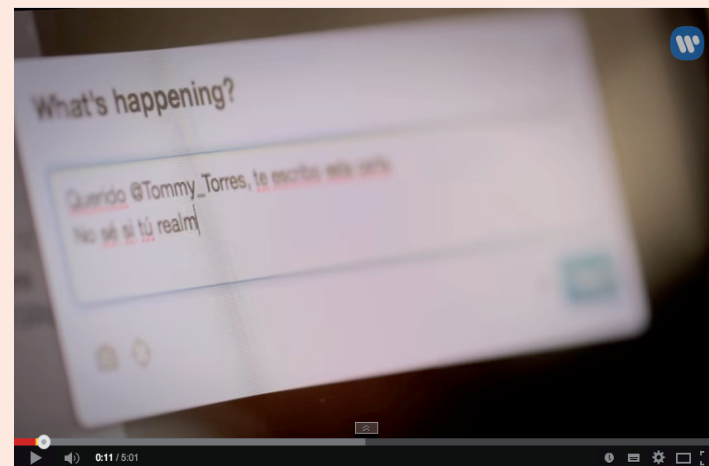 What's happening?
Querido @Tommy_Torres, te escribo esta carta
No sé si tú realm
0:11 / 5:01